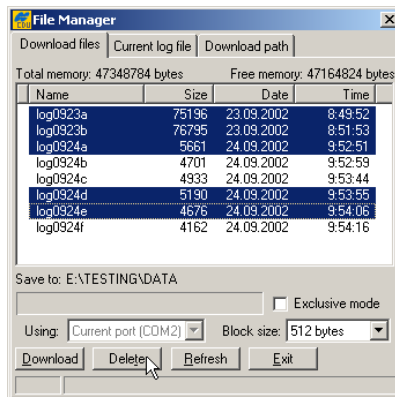 CDU File Manager
Download files Current log file Download path
Total memory: 47348784 bytes Free memory: 47164824 bytes
Name Size Date Time
log0923a 75196 23.09.2002 8:49:52
log0923b 76795 23.09.2002 8:51:53
log0924a 5661 24.09.2002 9:52:51
log0924b 4701 24.09.2002 9:52:59
log0924c 4933 24.09.2002 9:53:44
log0924d 5190 24.09.2002 9:53:55
log0924e 4676 24.09.2002 9:54:06
log0924f 4162 24.09.2002 9:54:16
Save to: E:\TESTING\DATA
Exclusive mode
Using: Current port (COM2) Block size: 512 bytes
Download Delete Refresh Exit